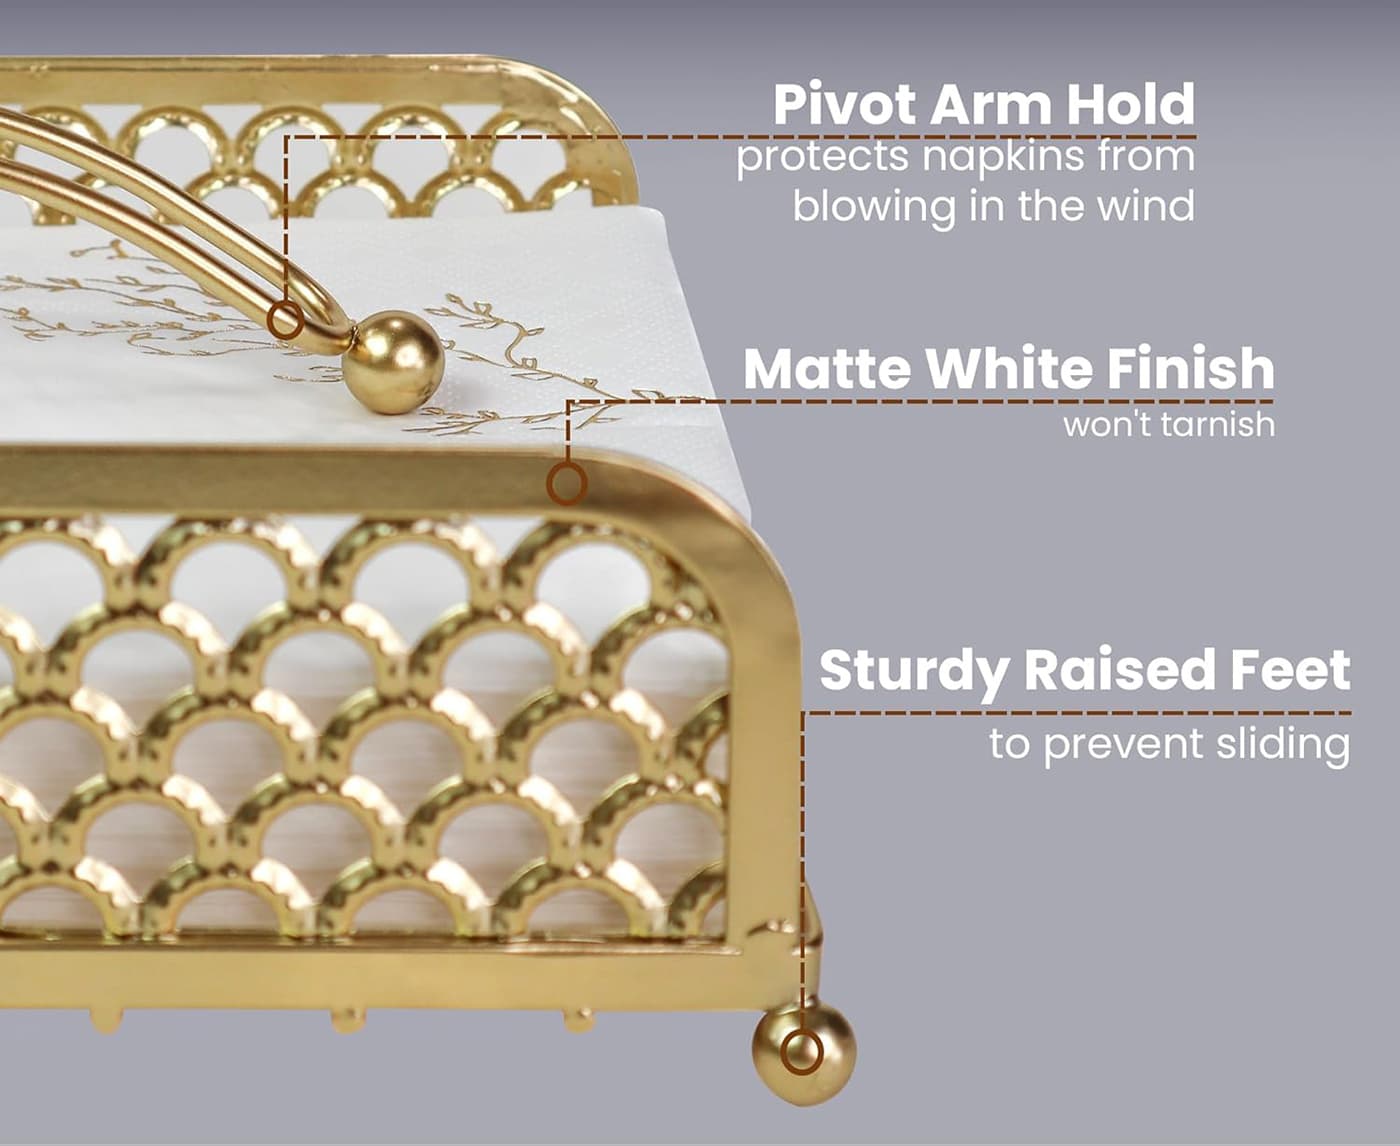 Pivot Arm Hold
protects napkins from
blowing in the wind
Matte White Finish
won't tarnish
Sturdy Raised Feet
to prevent sliding